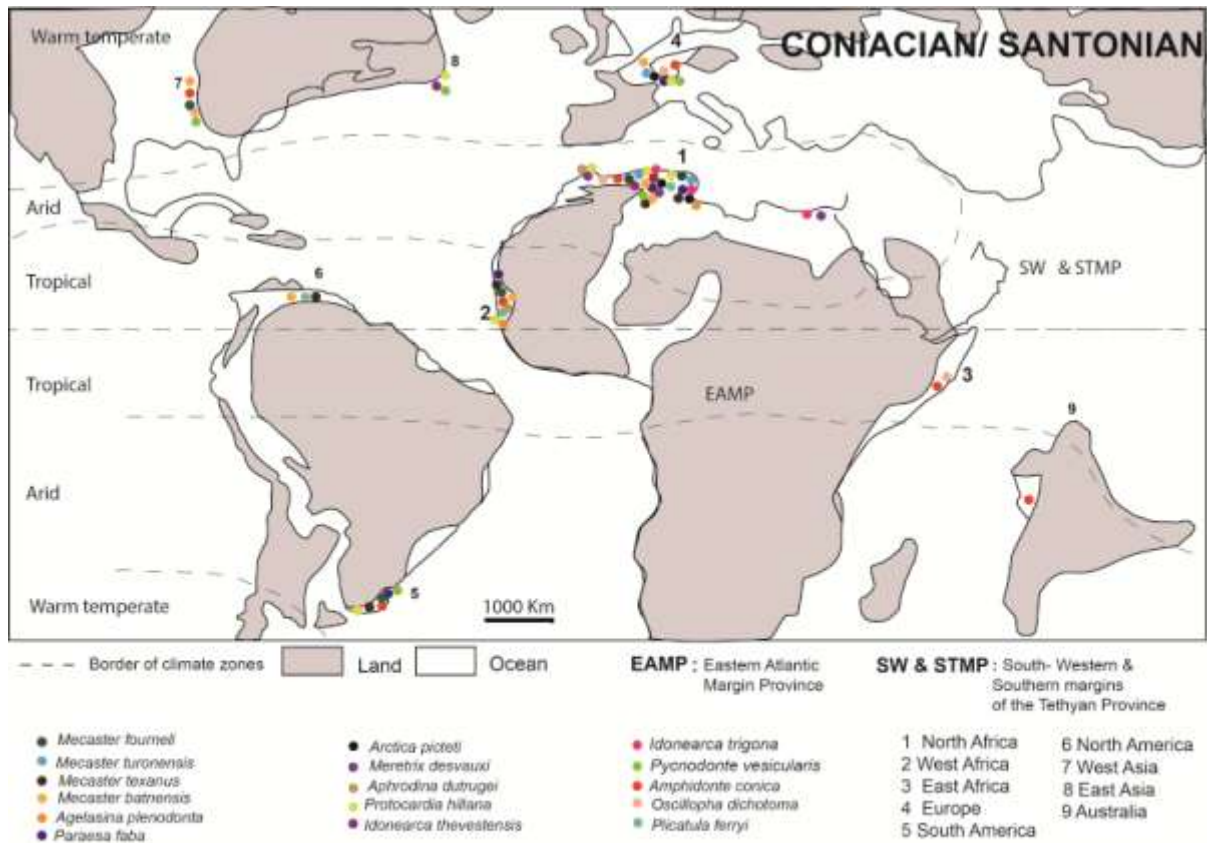 Warm temperate
CONIACIAN/ SANTONIAN
4
8
7
1
Arid
Tropical
6
SW & STMP
2
Tropical
EAMP
3
9
Arid
5
Warm temperate
1000 Km
Border of climate zones
Land
Ocean
EAMP : Eastern Atlantic
Margin Province
SW & STMP : South- Western &
Southern margins
of the Tethyan Province
Mecaster fourneli
Mecaster turonensis
Mecaster texanus
Mecaster batnensis
Agelasina plenodonta
Paraesa faba
Arctica picteti
Meretrix desvauxi
Aphrodina dutrugei
Protocardia hillana
Idonearca thevestensis
Idonearca trigona
Pycnodonte vesicularis
Amphidonte conica
Oscillopha dichotoma
Plicatula ferryi
1 North Africa
2 West Africa
3 East Africa
4 Europe
5 South America
6 North America
7 West Asia
8 East Asia
9 Australia